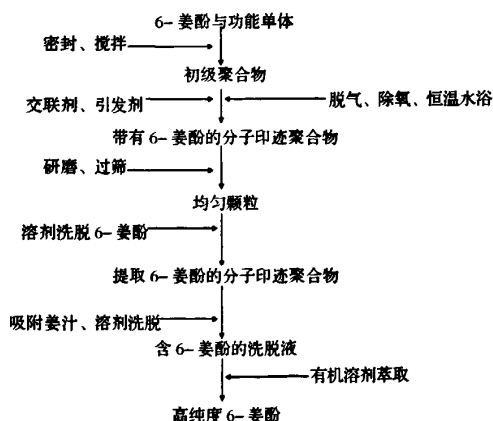 6-姜酚与功能单体
密封、搅拌
初级聚合物
交联剂、引发剂
脱气、除氧、恒温水浴
带有6-姜酚的分子印迹聚合物
研磨、过筛
均匀颗粒
溶剂洗脱6-姜酚
提取6-姜酚的分子印迹聚合物
吸附姜汁、溶剂洗脱
含6-姜酚的洗脱液
有机溶剂萃取
高纯度6-姜酚